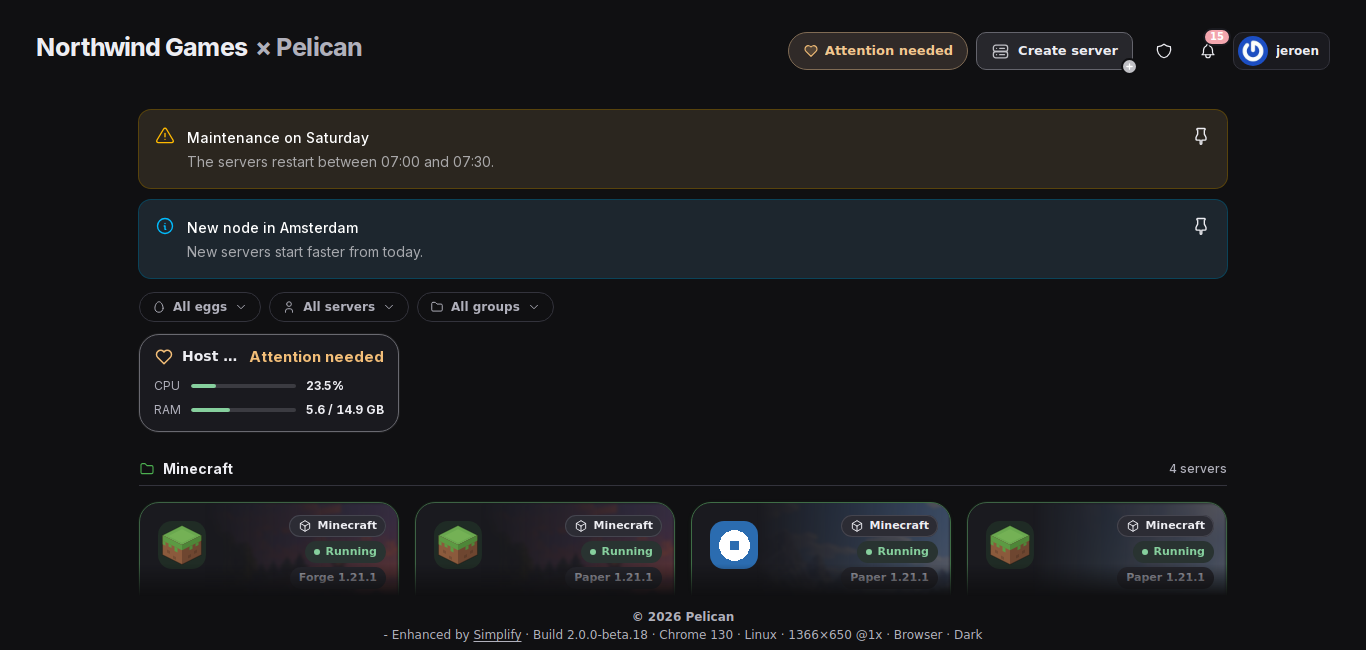 Northwind Games × Pelican
Attention needed
Create server
15
jeroen
Maintenance on Saturday
The servers restart between 07:00 and 07:30.
New node in Amsterdam
New servers start faster from today.
All eggs
All servers
All groups
Host ... Attention needed
CPU 23.5%
RAM 5.6 / 14.9 GB
Minecraft
4 servers
Minecraft
Running
Forge 1.21.1
Minecraft
Running
Paper 1.21.1
Minecraft
Running
Paper 1.21.1
Minecraft
Running
Paper 1.21.1
© 2026 Pelican
- Enhanced by Simplify · Build 2.0.0-beta.18 · Chrome 130 · Linux · 1366×650 @1x · Browser · Dark